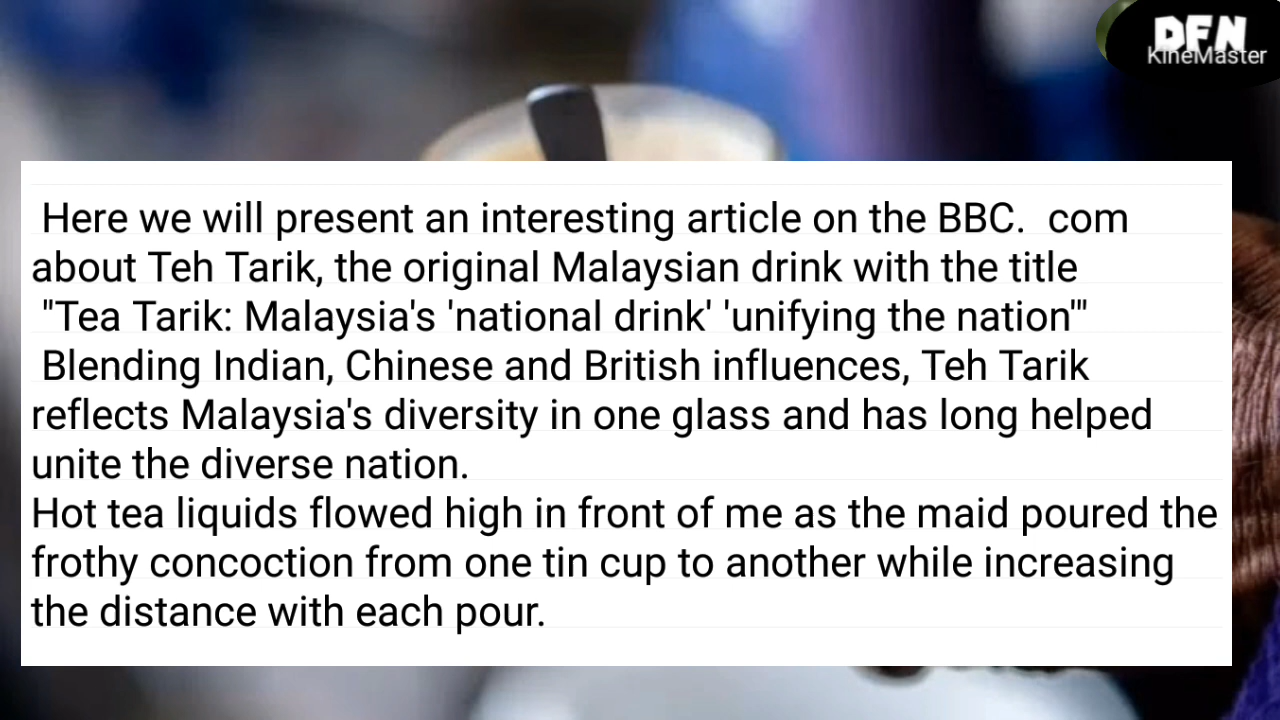 DFN
KineMaster
Here we will present an interesting article on the BBC.  com
about Teh Tarik, the original Malaysian drink with the title
"Tea Tarik: Malaysia's 'national drink' 'unifying the nation'"
Blending Indian, Chinese and British influences, Teh Tarik
reflects Malaysia's diversity in one glass and has long helped
unite the diverse nation.
Hot tea liquids flowed high in front of me as the maid poured the
frothy concoction from one tin cup to another while increasing
the distance with each pour.